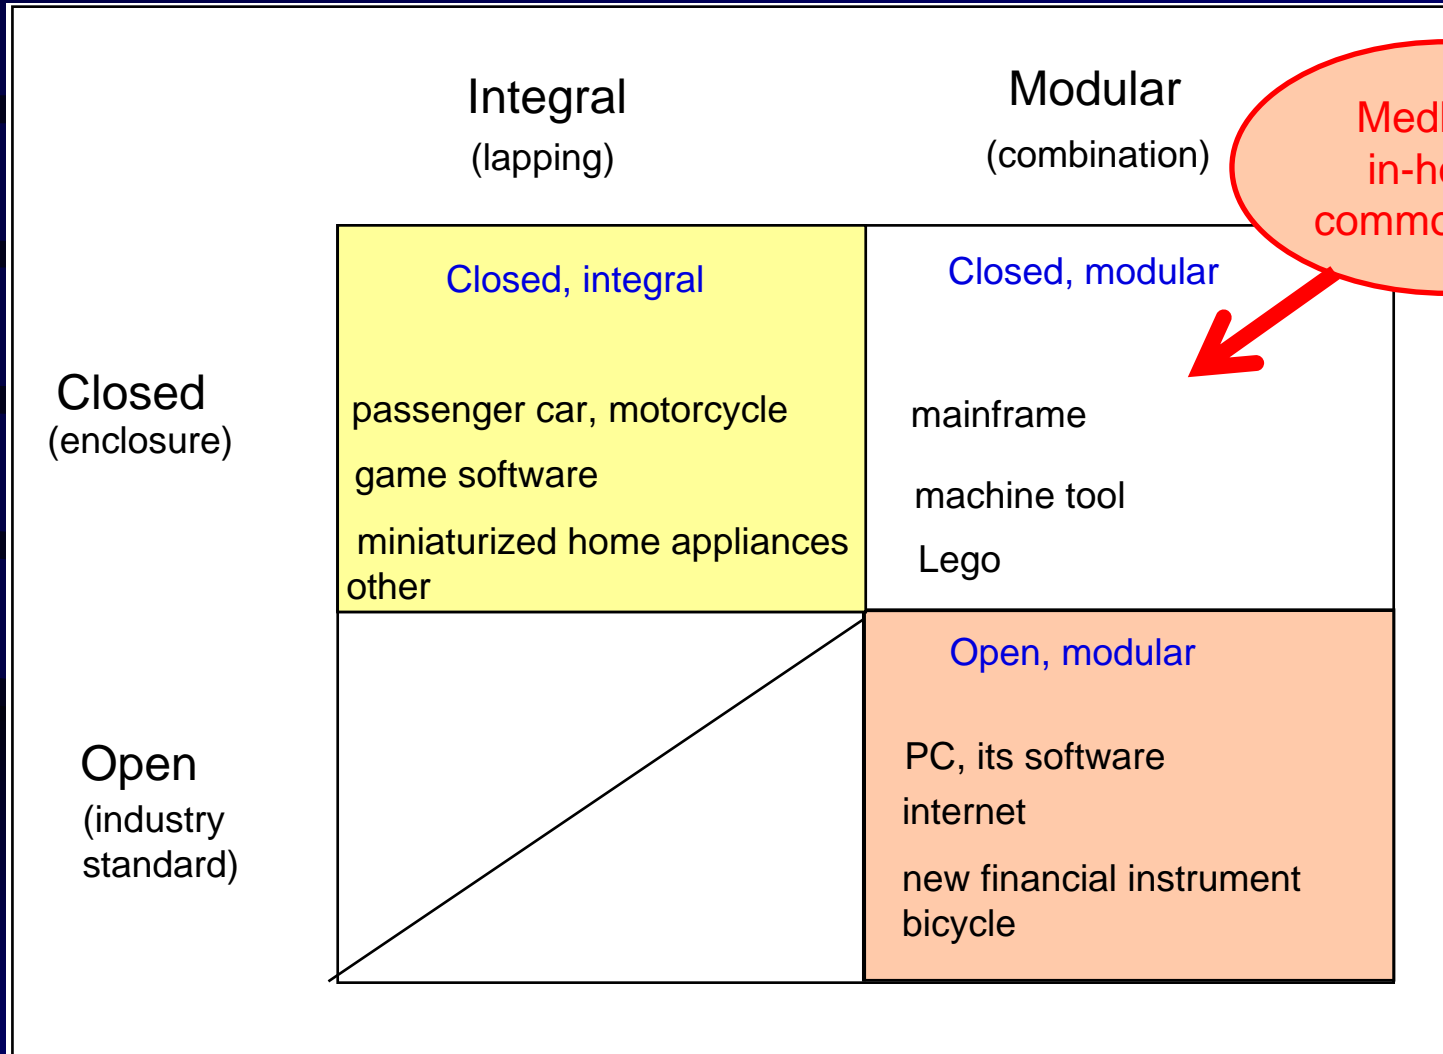 Integral
(lapping)
Modular
(combination)
Closed, integral
Closed, modular
Closed
(enclosure)
passenger car, motorcycle
game software
miniaturized home appliances
other
mainframe
machine tool
Lego
Open, modular
Open
(industry
standard)
PC, its software
internet
new financial instrument
bicycle